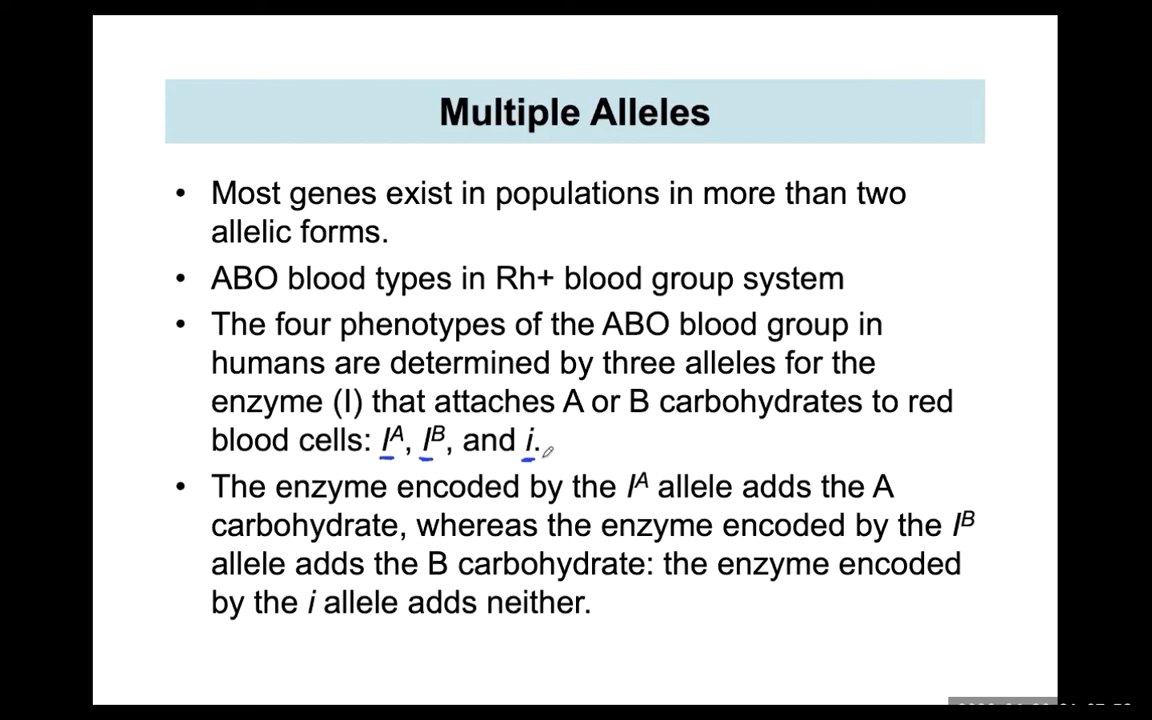 Multiple Alleles
• Most genes exist in populations in more than two
allelic forms.
• ABO blood types in Rh+ blood group system
• The four phenotypes of the ABO blood group in
humans are determined by three alleles for the
enzyme (I) that attaches A or B carbohydrates to red
blood cells: Iᴬ, Iᴮ, and i.
• The enzyme encoded by the Iᴬ allele adds the A
carbohydrate, whereas the enzyme encoded by the Iᴮ
allele adds the B carbohydrate: the enzyme encoded
by the i allele adds neither.